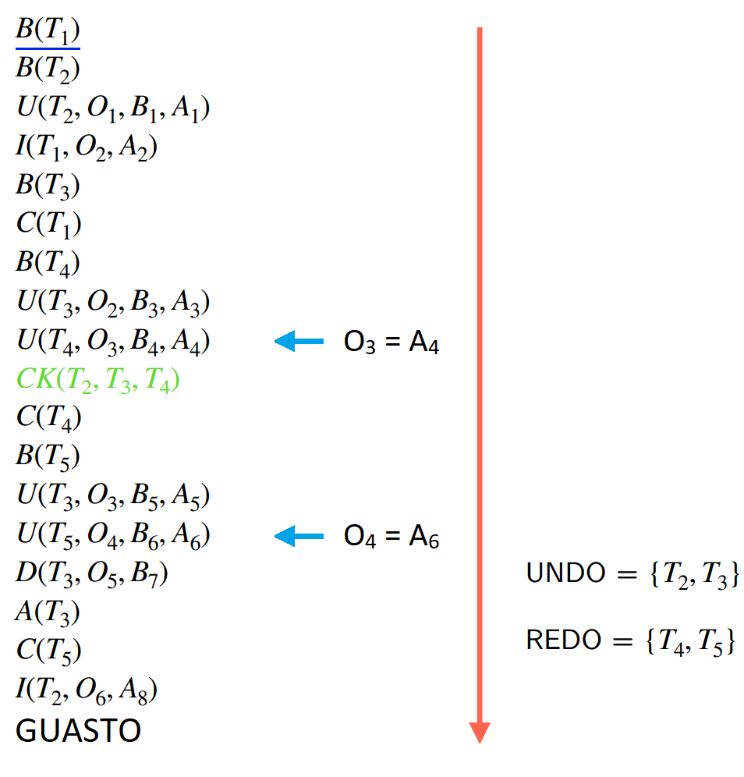 B(T₁)
B(T₂)
U(T₂, O₁, B₁, A₁)
I(T₁, O₂, A₂)
B(T₃)
C(T₁)
B(T₄)
U(T₃, O₂, B₃, A₃)
U(T₄, O₃, B₄, A₄)
O₃ = A₄
CK(T₂, T₃, T₄)
C(T₄)
B(T₅)
U(T₃, O₃, B₅, A₅)
U(T₅, O₄, B₆, A₆)
O₄ = A₆
D(T₃, O₅, B₇)
UNDO = {T₂, T₃}
A(T₃)
REDO = {T₄, T₅}
C(T₅)
I(T₂, O₆, A₈)
GUASTO